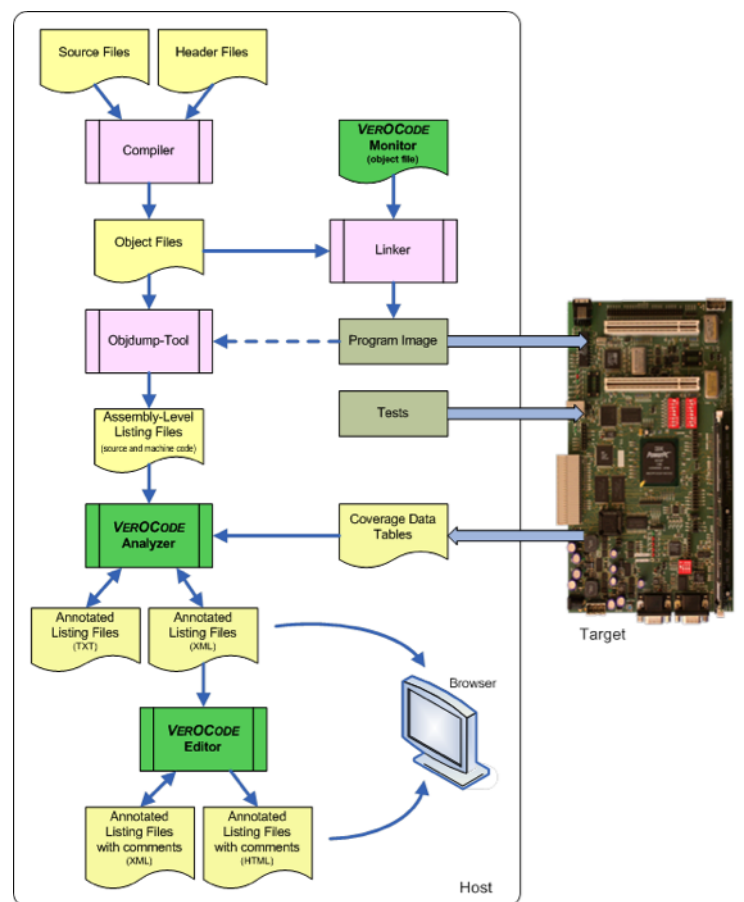 Source Files
Header Files
Compiler
VEROCODE
Monitor
(object file)
Object Files
Linker
Objdump-Tool
Program Image
Assembly-Level
Listing Files
(source and machine code)
Tests
VEROCODE
Analyzer
Coverage Data
Tables
Target
Annotated
Listing Files
(TXT)
Annotated
Listing Files
(XML)
Browser
VEROCODE
Editor
Annotated
Listing Files
with comments
(XML)
Annotated
Listing Files
with comments
(HTML)
Host